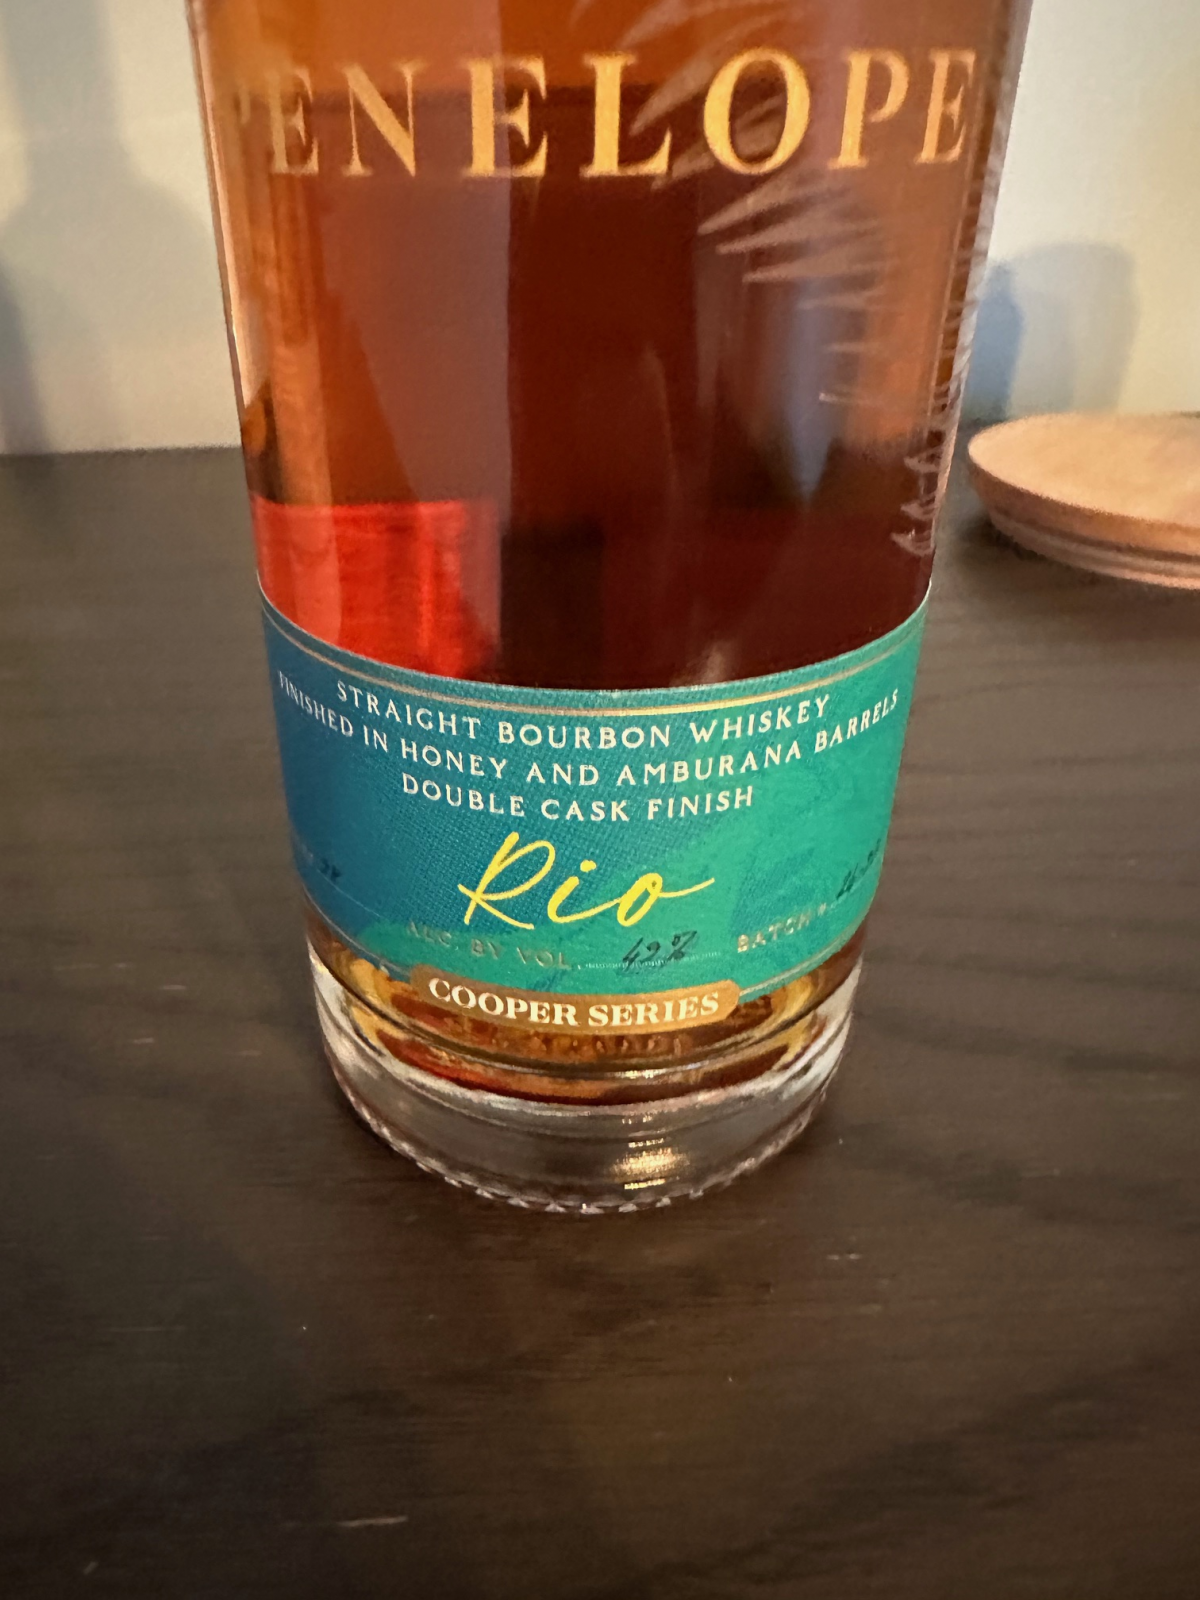 PENELOPE
STRAIGHT BOURBON WHISKEY
FINISHED IN HONEY AND AMBURANA BARRELS
DOUBLE CASK FINISH
Rio
ALC. BY VOL. 49%
BATCH
COOPER SERIES